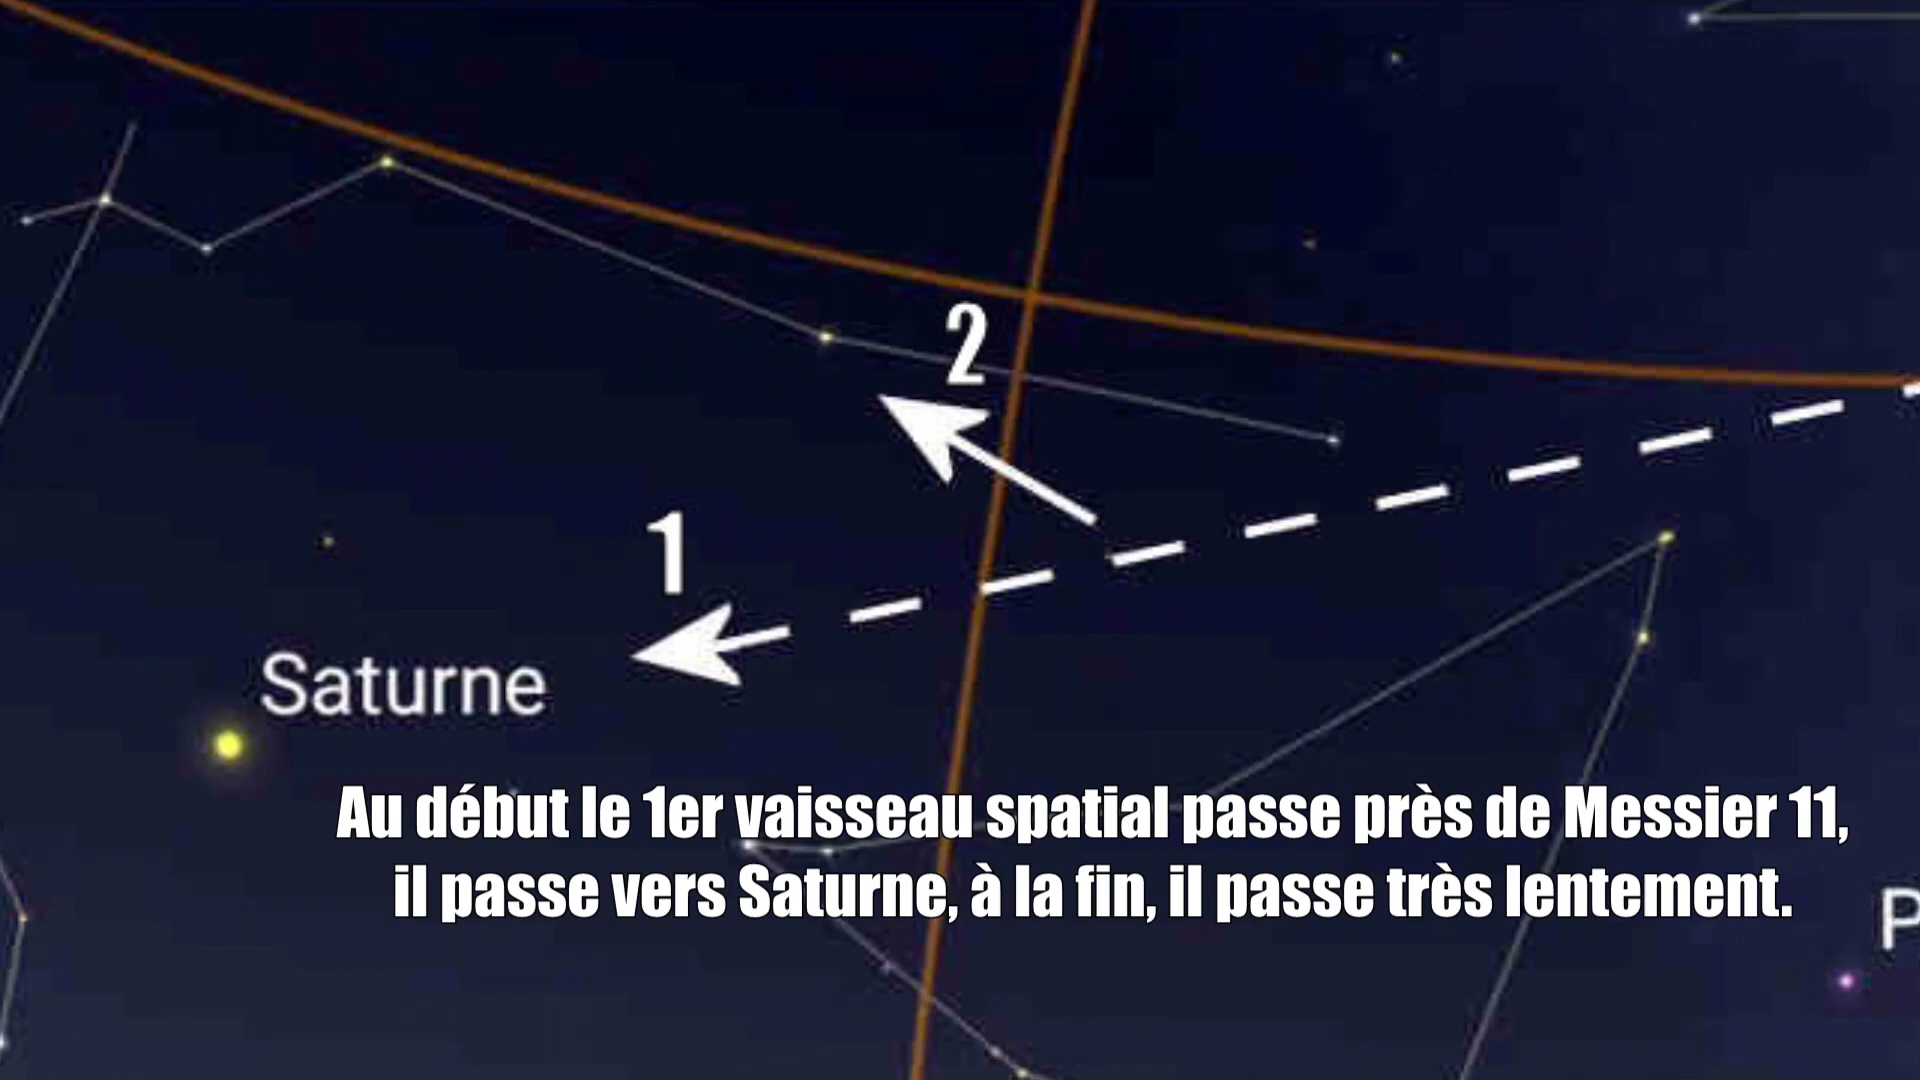 2
1
Saturne
Au début le 1er vaisseau spatial passe près de Messier 11,
il passe vers Saturne, à la fin, il passe très lentement.
P